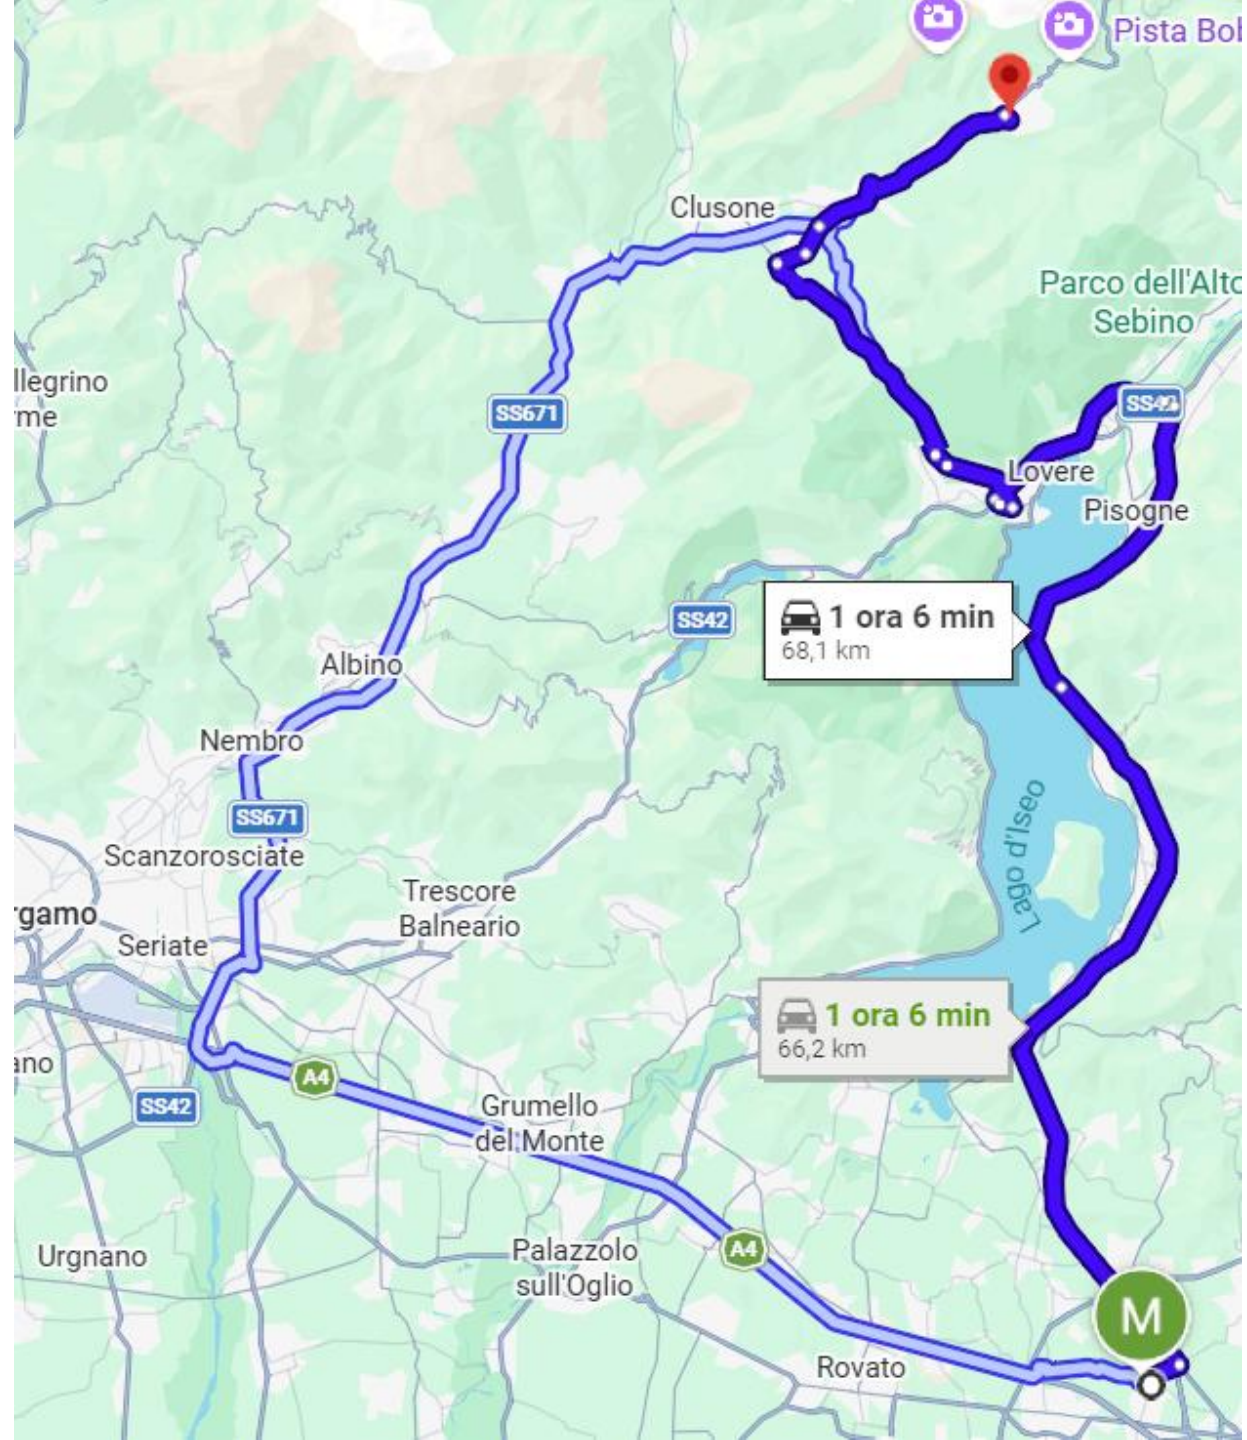 Pista Bob
Clusone
Parco dell'Alto
Sebino
llegrino
rme
SS671
SS42
Lovere
Pisogne
SS42
1 ora 6 min
68,1 km
Albino
Nembro
SS671
Lago d'Iseo
Scanzorosciate
Trescore
Balneario
rgamo
Seriate
1 ora 6 min
66,2 km
ano
A4
SS42
Grumello
del Monte
A4
Urgnano
Palazzolo
sull'Oglio
M
Rovato